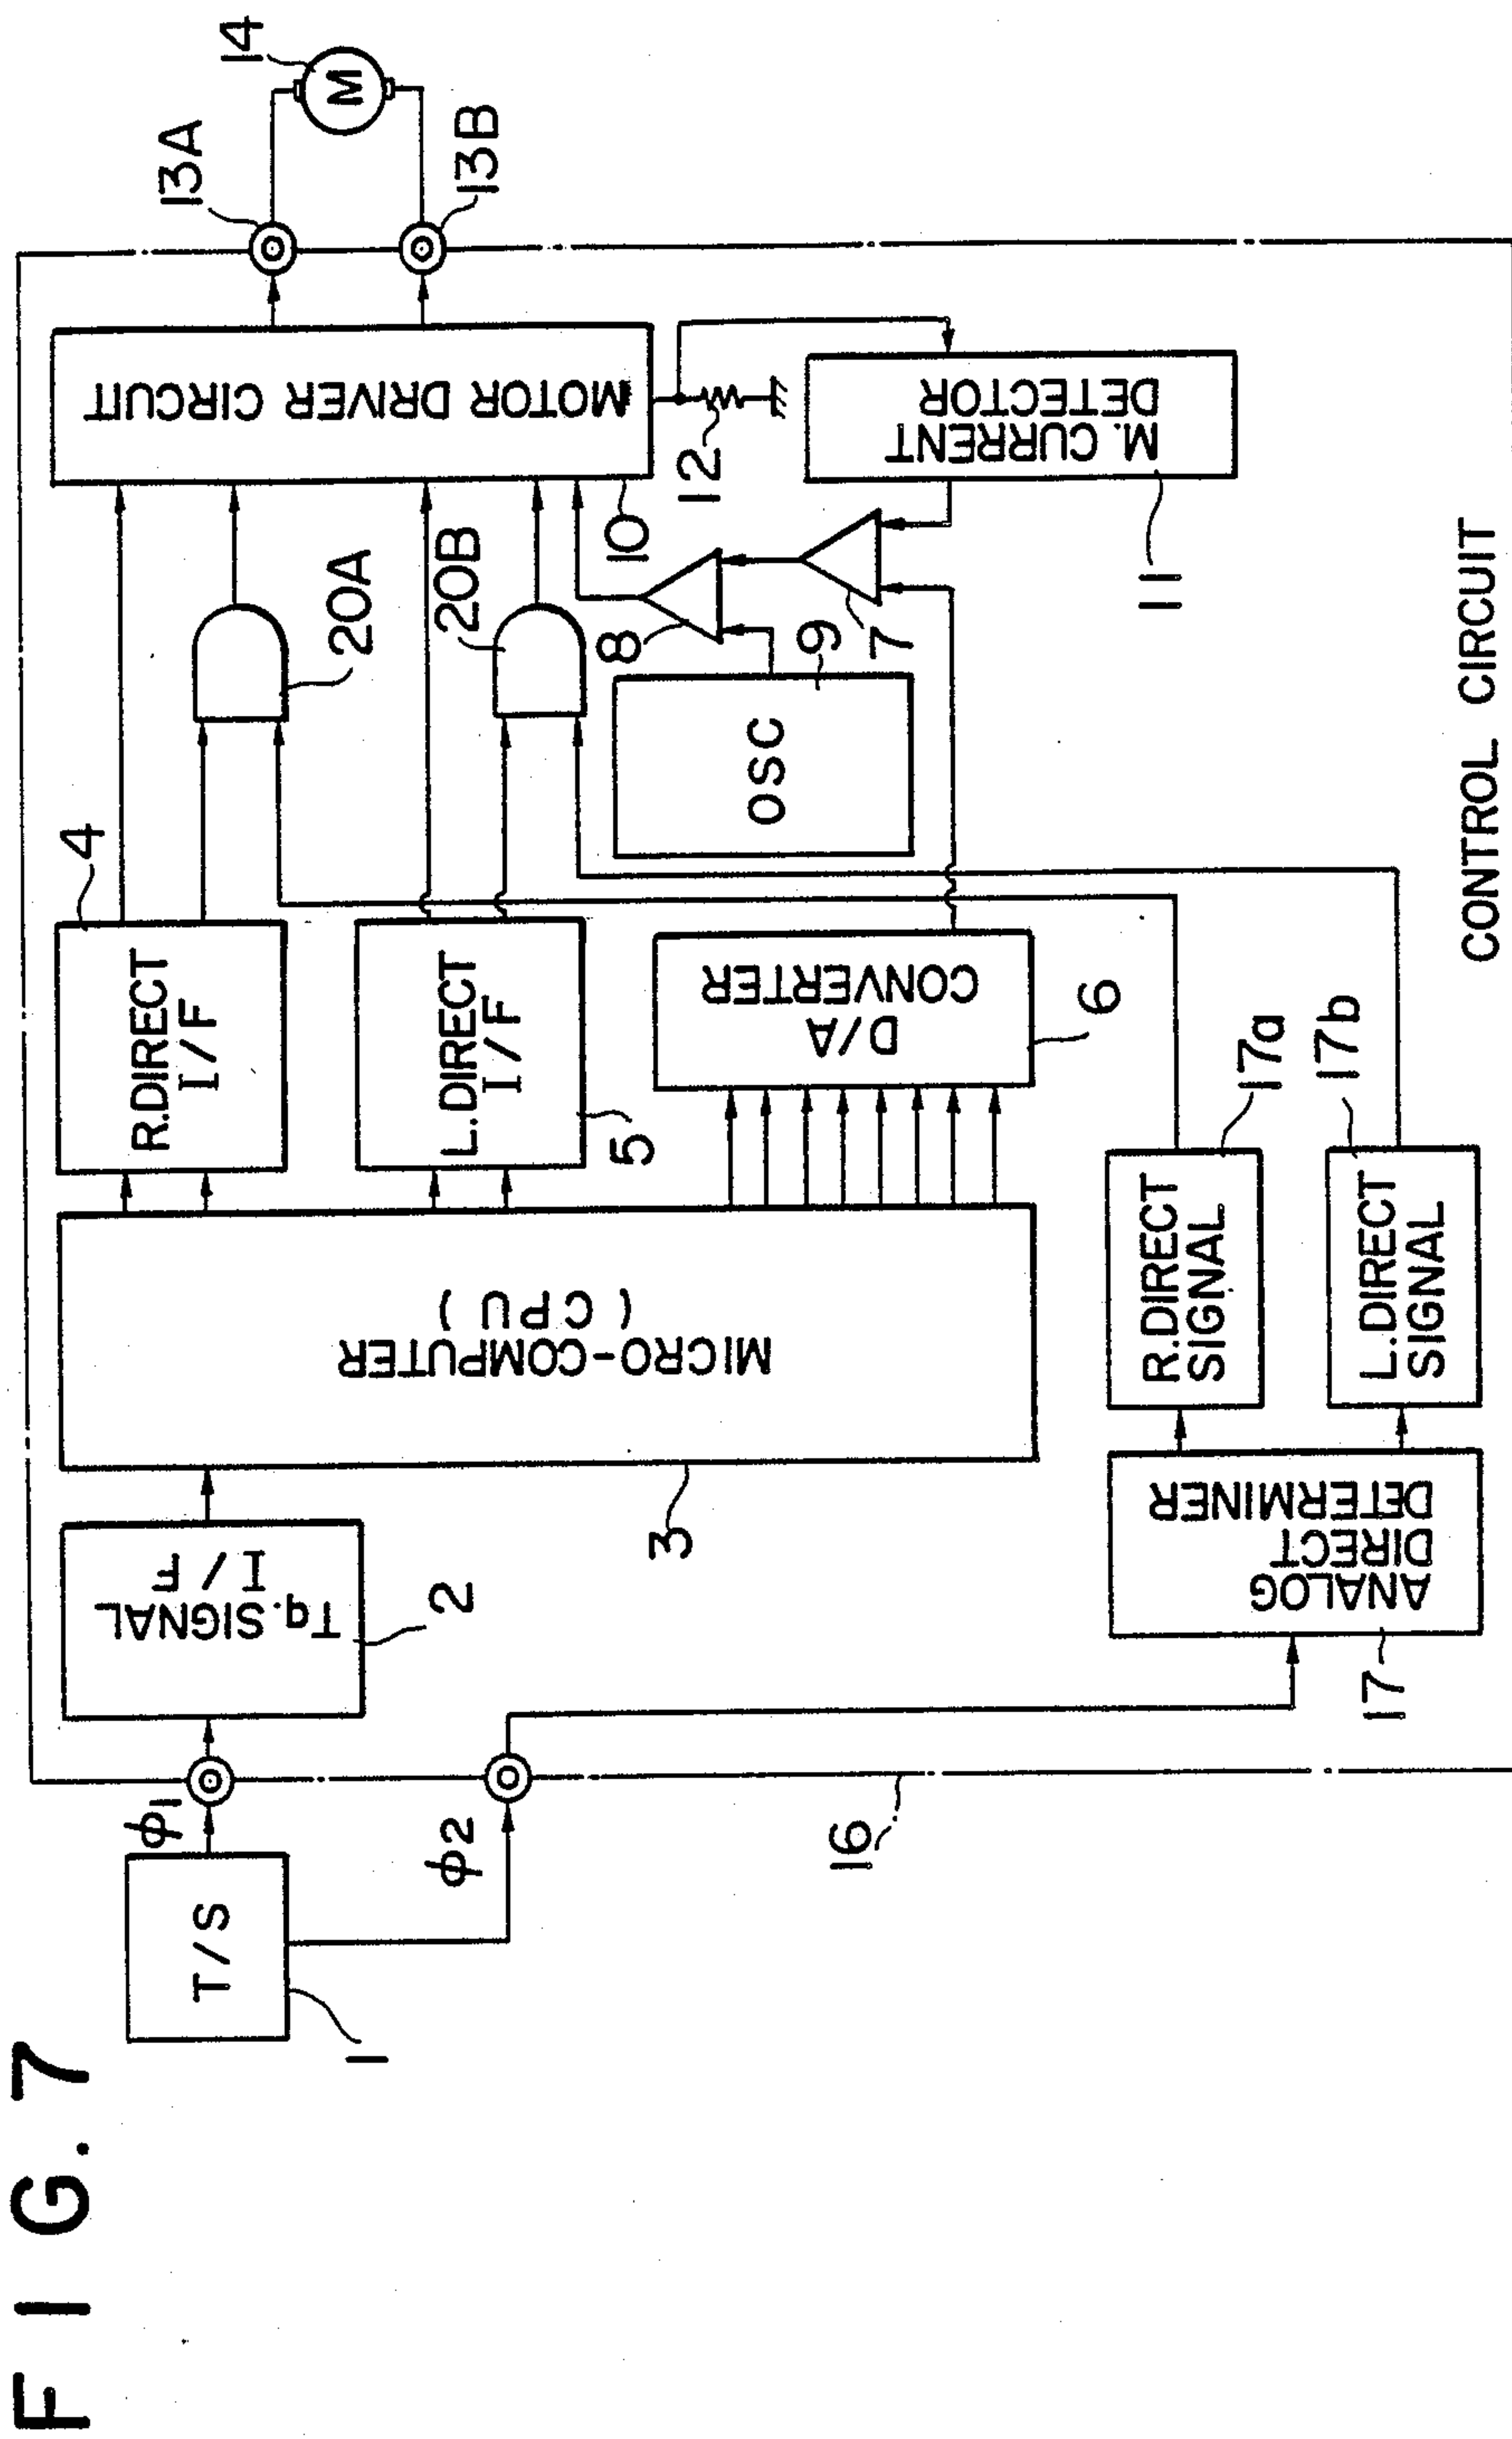 FIG. 7
T/S
1
φ1
φ2
16
Tq. SIGNAL
I/F
2
MICRO-COMPUTER
(CPU)
3
R.DIRECT
I/F
4
L.DIRECT
I/F
5
D/A
CONVERTER
6
ANALOG
DIRECT
DETERMINER
17
R.DIRECT
SIGNAL
17a
L.DIRECT
SIGNAL
17b
20A
20B
OSC
9
8
7
MOTOR DRIVER CIRCUIT
10
12
M. CURRENT
DETECTOR
11
13A
13B
M
14
CONTROL CIRCUIT